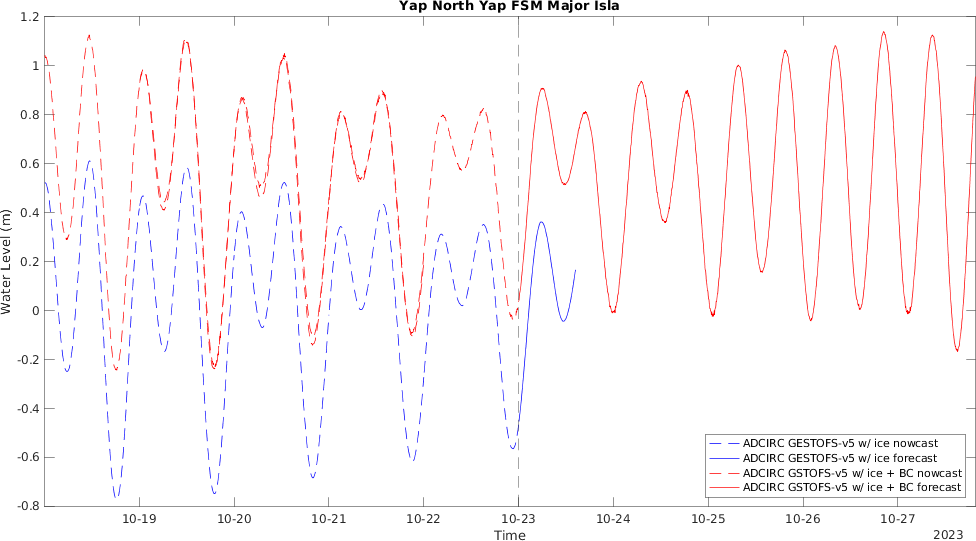 Yap North Yap FSM Major Isla
1.2
1
0.8
0.6
0.4
0.2
0
-0.2
-0.4
-0.6
-0.8
Water Level (m)
ADCIRC GESTOFS-v5 w/ ice nowcast
ADCIRC GESTOFS-v5 w/ ice forecast
ADCIRC GSTOFS-v5 w/ ice + BC nowcast
ADCIRC GSTOFS-v5 w/ ice + BC forecast
10-19 10-20 10-21 10-22 10-23 10-24 10-25 10-26 10-27
Time
2023